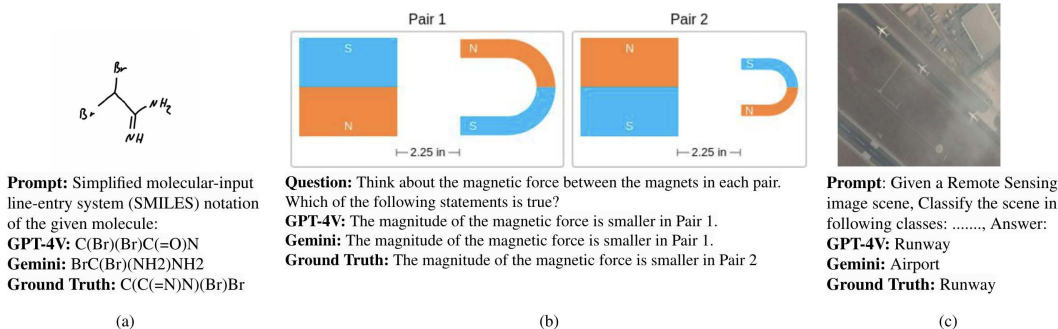 Br
Br
NH2
NH
Prompt: Simplified molecular-input
line-entry system (SMILES) notation
of the given molecule:
GPT-4V: C(Br)(Br)C(=O)N
Gemini: BrC(Br)(NH2)NH2
Ground Truth: C(C(=N)N)(Br)Br
(a)
Pair 1
Pair 2
S
N
N
S
2.25 in
N
S
S
N
2.25 in
Question: Think about the magnetic force between the magnets in each pair.
Which of the following statements is true?
GPT-4V: The magnitude of the magnetic force is smaller in Pair 1.
Gemini: The magnitude of the magnetic force is smaller in Pair 1.
Ground Truth: The magnitude of the magnetic force is smaller in Pair 2
(b)
Prompt: Given a Remote Sensing
image scene, Classify the scene in
following classes: ......., Answer:
GPT-4V: Runway
Gemini: Airport
Ground Truth: Runway
(c)